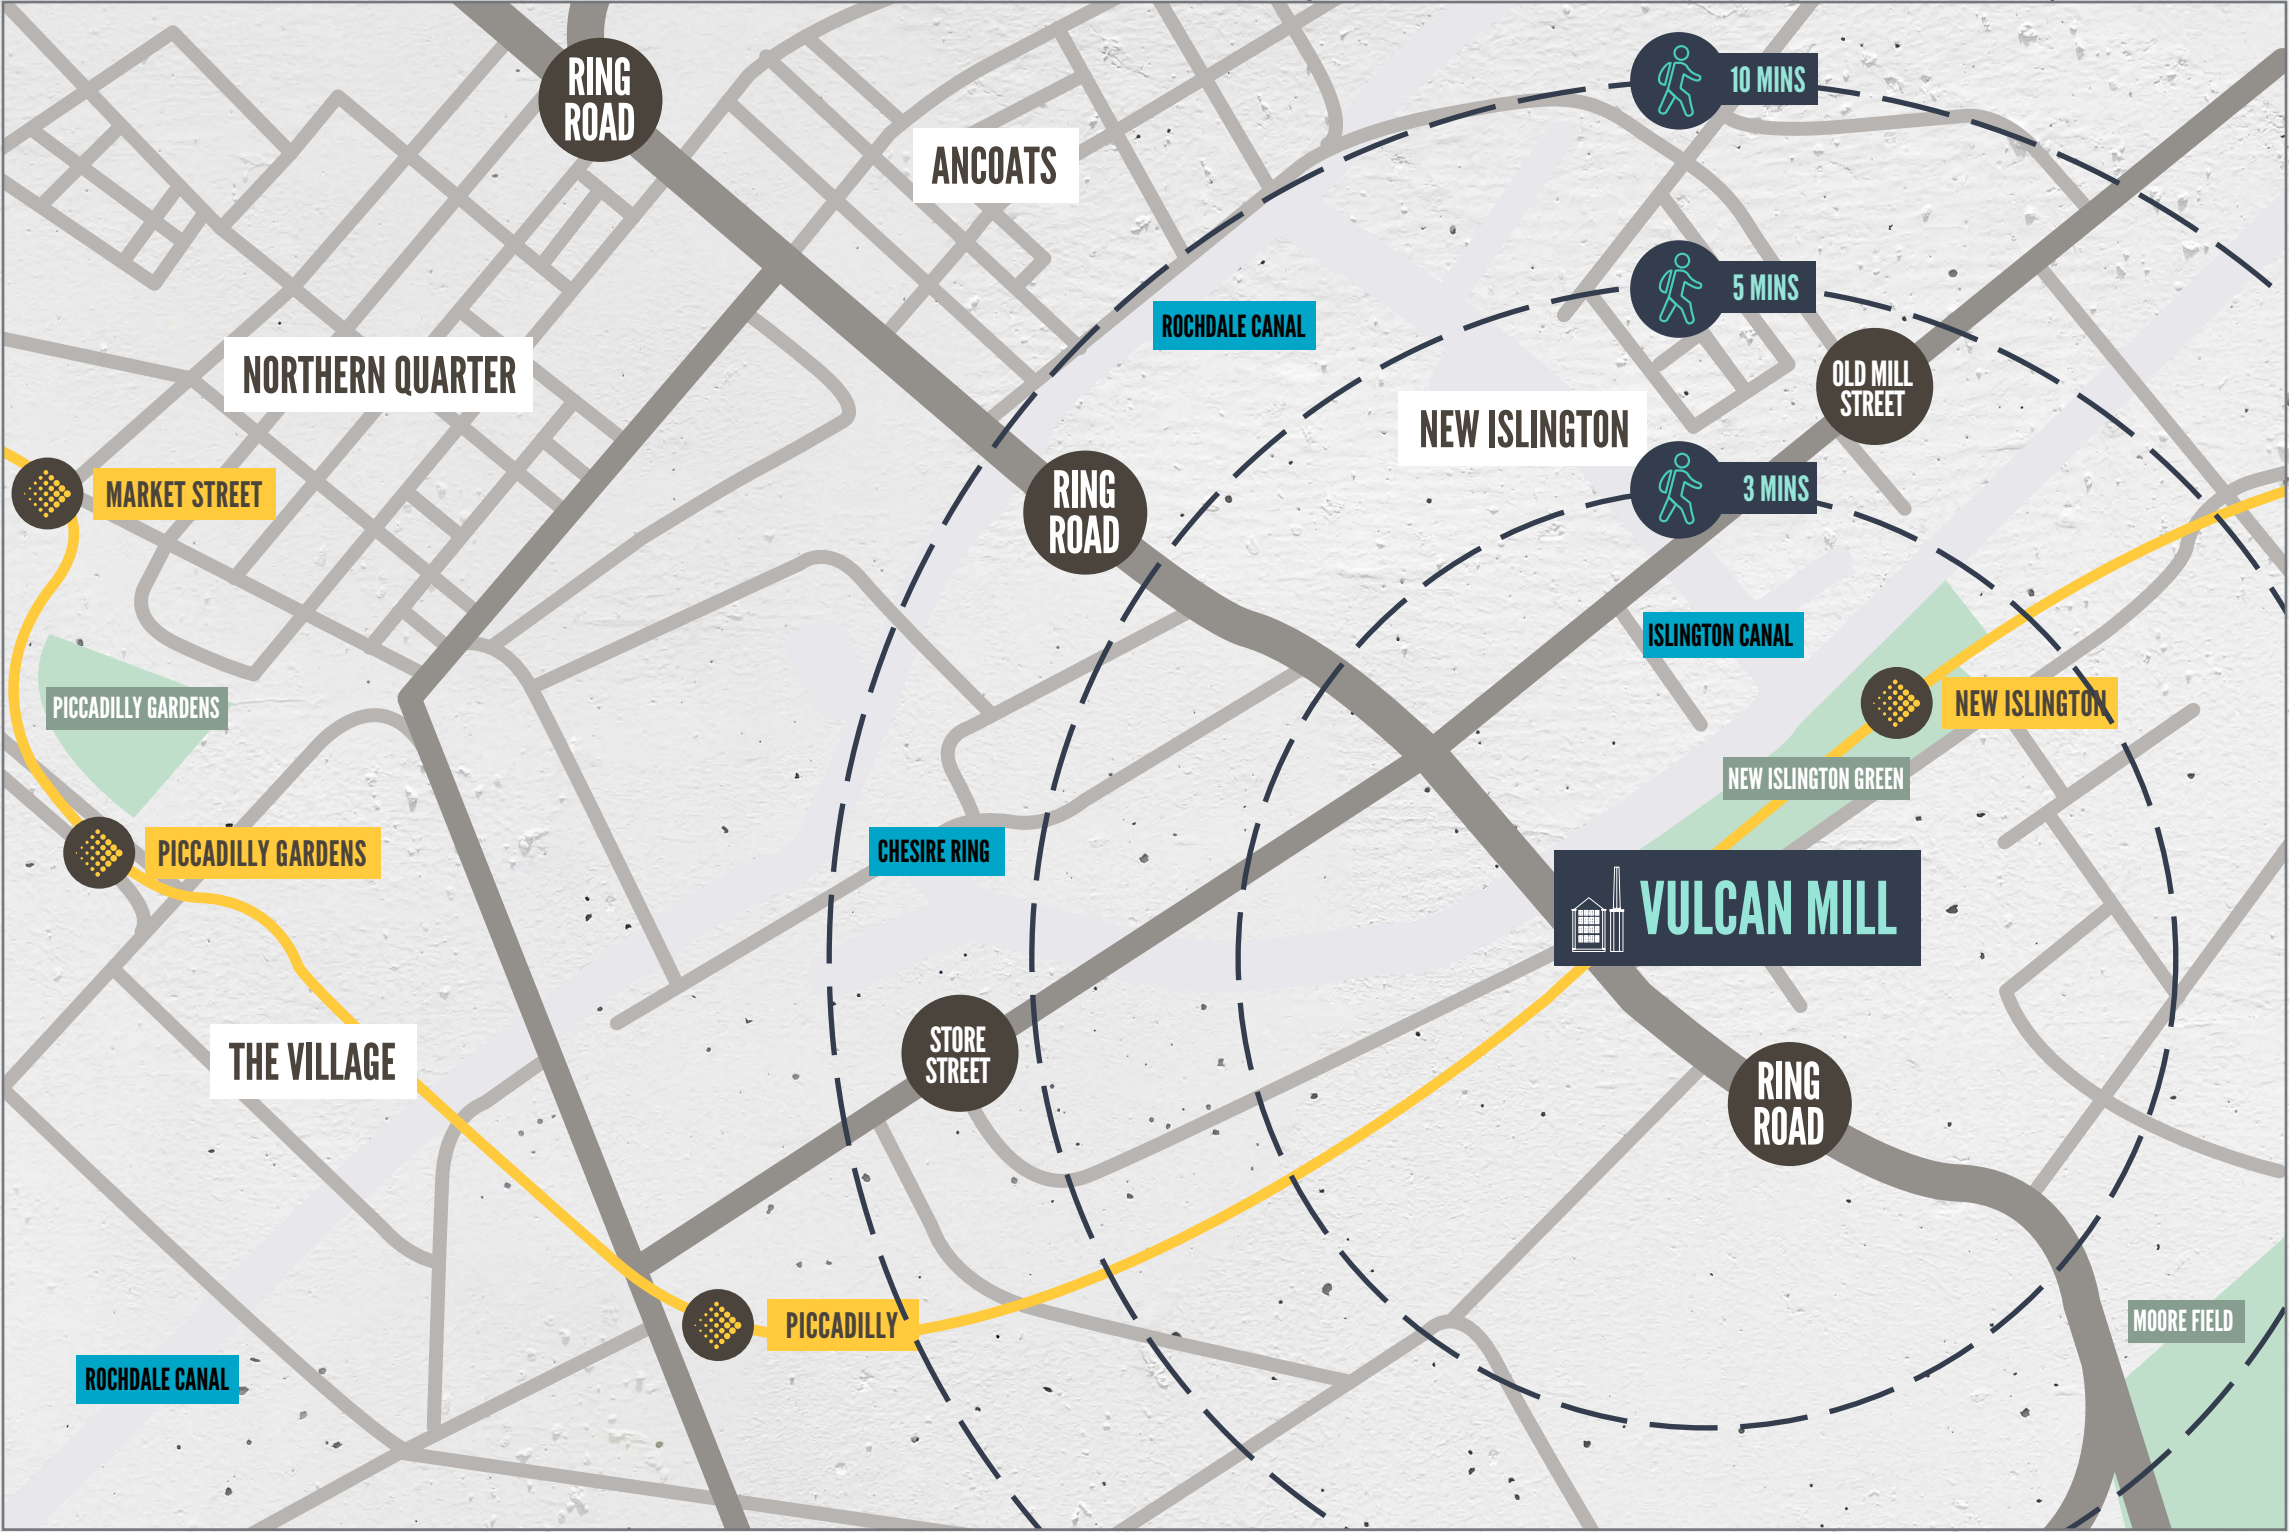 10 MINS
RING
ROAD
ANCOATS
5 MINS
ROCHDALE CANAL
NORTHERN QUARTER
OLD MILL
STREET
NEW ISLINGTON
3 MINS
MARKET STREET
RING
ROAD
ISLINGTON CANAL
PICCADILLY GARDENS
NEW ISLINGTON
NEW ISLINGTON GREEN
PICCADILLY GARDENS
CHESIRE RING
VULCAN MILL
THE VILLAGE
STORE
STREET
RING
ROAD
PICCADILLY
MOORE FIELD
ROCHDALE CANAL